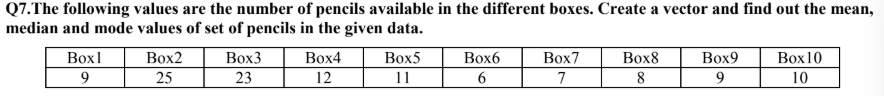 Q7.The following values are the number of pencils available in the different boxes. Create a vector and find out the mean,
median and mode values of set of pencils in the given data.
Box1 Box2 Box3 Box4 Box5 Box6 Box7 Box8 Box9 Box10
9 25 23 12 11 6 7 8 9 10